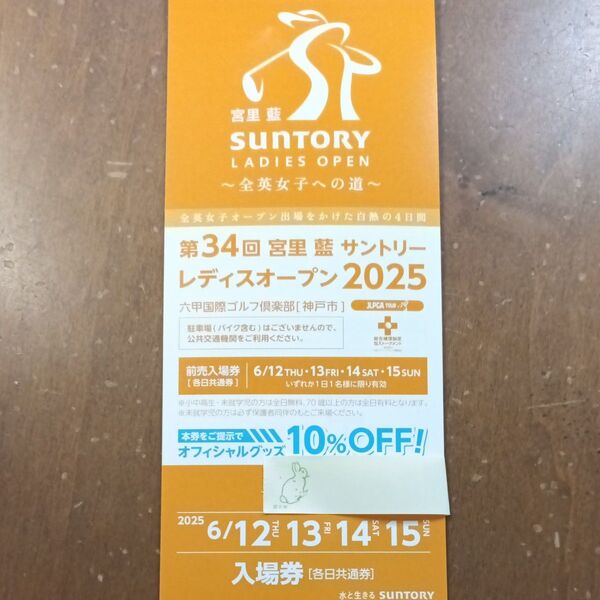 宮里 藍
SUNTORY
LADIES OPEN
～全英女子への道～
全英女子オープン出場をかけた白熱の4日間
第34回 宮里 藍 サントリー
レディスオープン 2025
六甲国際ゴルフ倶楽部［神戸市］
JLPGA TOUR
駐車場（バイク含む）はございませんので、
公共交通機関をご利用ください。
前売入場券
［各日共通券］
6/12 THU・13 FRI・14 SAT・15 SUN
いずれか1日1名様に限り有効
※小中高生・未就学児の方は全日無料、70歳以上の方は全日有料となります。
※未就学児の方は必ず保護者同伴のもとご来場ください。
本券をご提示で
オフィシャルグッズ
10%OFF!
2025 6/12 THU 13 FRI 14 SAT 15 SUN
入場券［各日共通券］
水と生きる SUNTORY